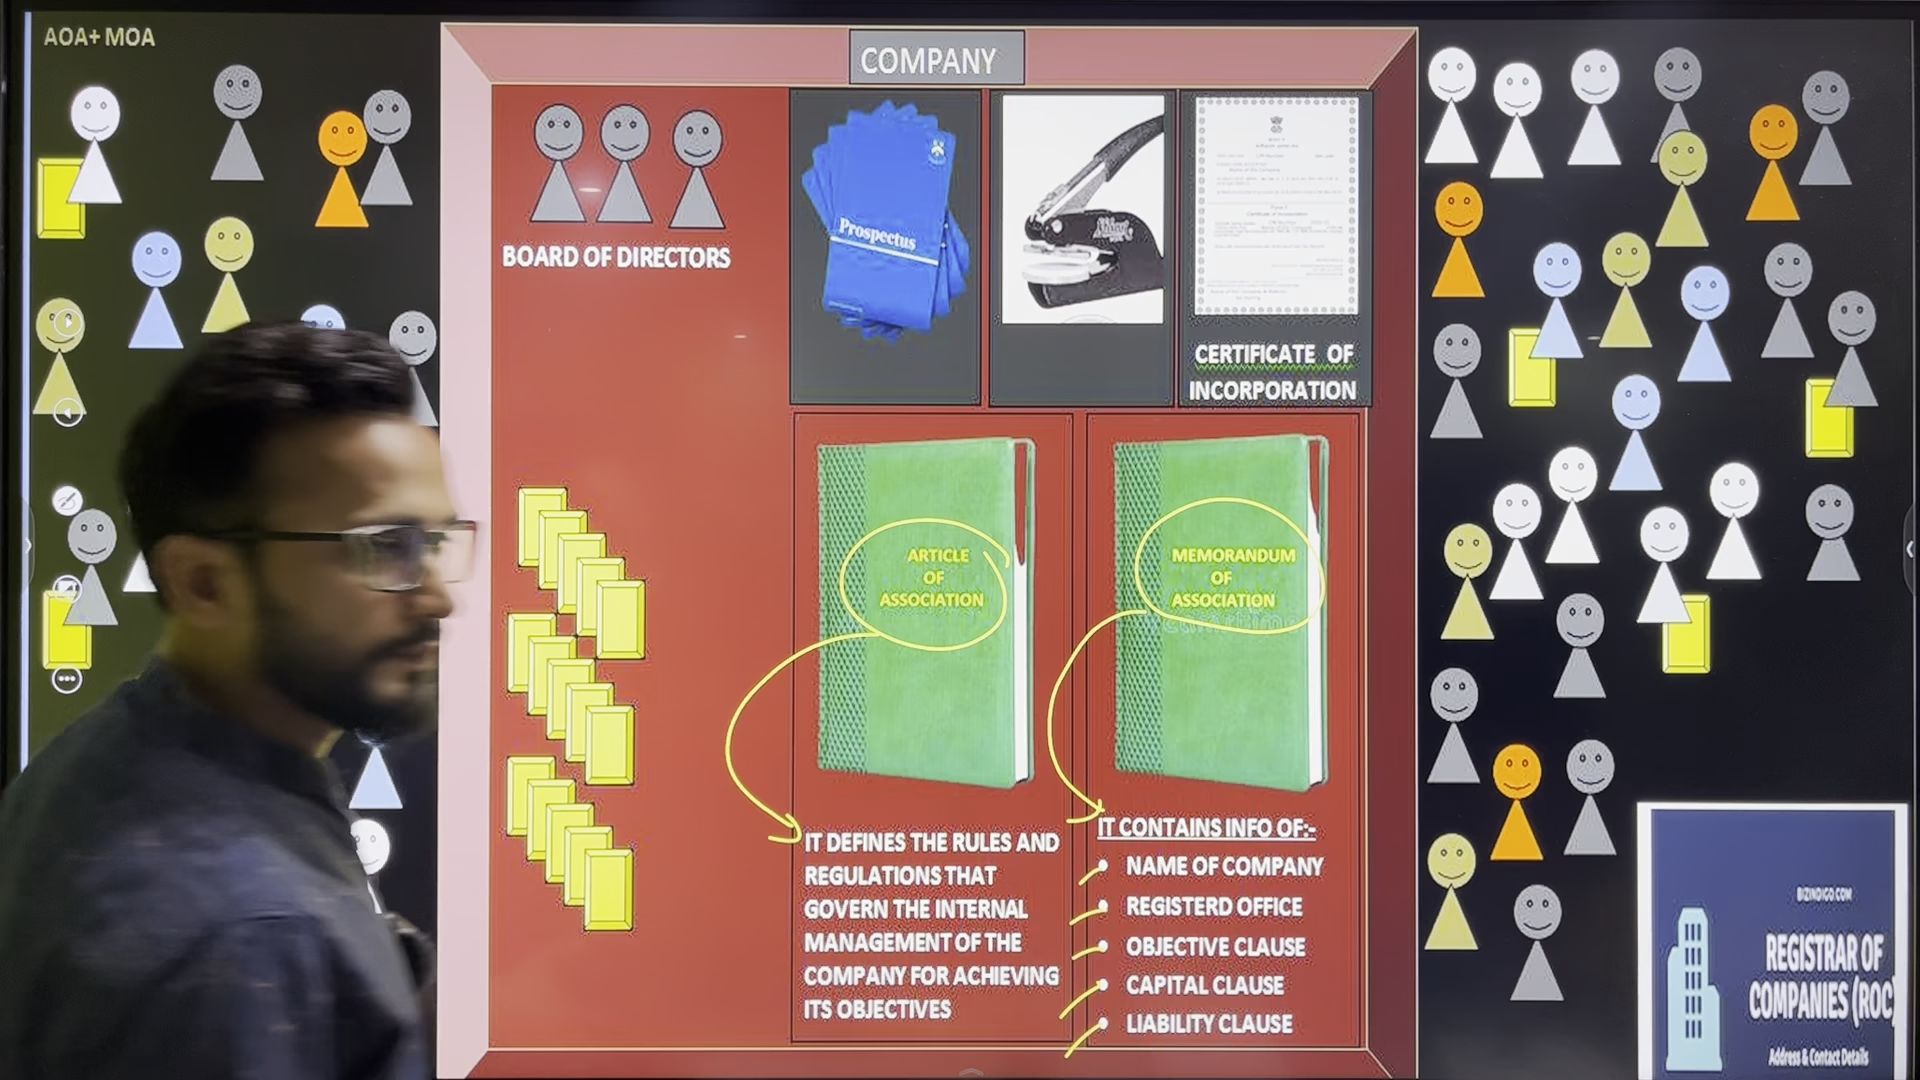 AOA+ MOA
COMPANY
BOARD OF DIRECTORS
Prospectus
CERTIFICATE OF
INCORPORATION
ARTICLE
OF
ASSOCIATION
MEMORANDUM
OF
ASSOCIATION
IT DEFINES THE RULES AND
REGULATIONS THAT
GOVERN THE INTERNAL
MANAGEMENT OF THE
COMPANY FOR ACHIEVING
ITS OBJECTIVES
IT CONTAINS INFO OF:-
• NAME OF COMPANY
• REGISTERD OFFICE
• OBJECTIVE CLAUSE
• CAPITAL CLAUSE
• LIABILITY CLAUSE
BIZINDIGO.COM
REGISTRAR OF
COMPANIES (ROC)
Address & Contact Details